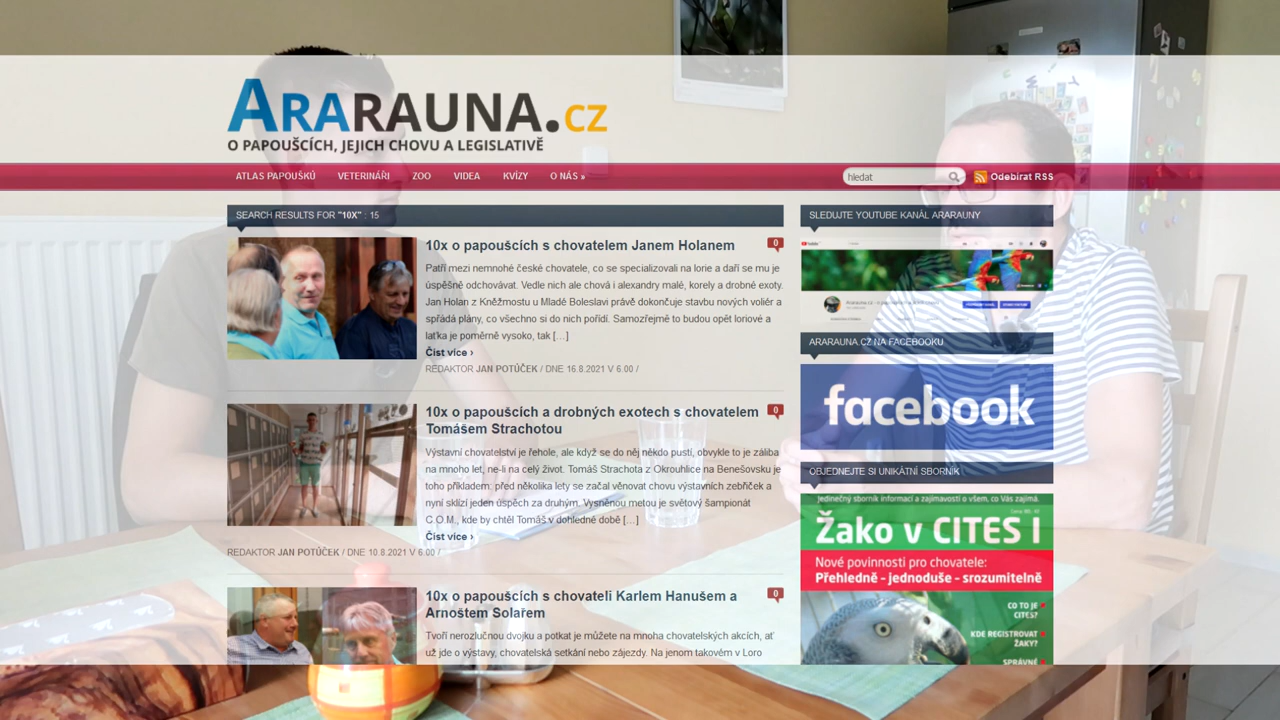 ARARAUNA.CZ
O PAPOUŠCÍCH, JEJICH CHOVU A LEGISLATIVĚ
ATLAS PAPOUŠKŮ VETERINÁŘI ZOO VIDEA KVÍZY O NÁS »
hledat
Odebírat RSS
SEARCH RESULTS FOR "10X" : 15
10x o papoušcích s chovatelem Janem Holanem
0
Patří mezi nemnohé české chovatele, co se specializovali na lorie a daří se mu je
úspěšně odchovávat. Vedle nich ale chová i alexandry malé, korely a drobné exoty.
Jan Holan z Kněžmostu u Mladé Boleslavi právě dokončuje stavbu nových voliér a
spřádá plány, co všechno si do nich pořídí. Samozřejmě to budou opět loriové a
laťka je poměrně vysoko, tak […]
Číst více ›
REDAKTOR JAN POTŮČEK / DNE 16.8.2021 V 6.00 /
10x o papoušcích a drobných exotech s chovatelem
Tomášem Strachotou
0
Výstavní chovatelství je řehole, ale když se do něj někdo pustí, obvykle to je záliba
na mnoho let, ne-li na celý život. Tomáš Strachota z Okrouhlice na Benešovsku je
toho příkladem: před několika lety se začal věnovat chovu výstavních zebřiček a
nyní sklízí jeden úspěch za druhým. Vysněnou metou je světový šampionát
C.O.M., kde by chtěl Tomáš v dohledné době […]
Číst více ›
REDAKTOR JAN POTŮČEK / DNE 10.8.2021 V 6.00 /
10x o papoušcích s chovateli Karlem Hanušem a
Arnoštem Solařem
0
Tvoří nerozlučnou dvojku a potkat je můžete na mnoha chovatelských akcích, ať
už jde o výstavy, chovatelská setkání nebo zájezdy. Na jenom takovém v Loro
SLEDUJTE YOUTUBE KANÁL ARARAUNY
ARARAUNA.CZ NA FACEBOOKU
facebook
OBJEDNEJTE SI UNIKÁTNÍ SBORNÍK
Jedinečný sborník informací a zajímavostí o všem, co Vás zajímá.
Žako v CITES I
Nové povinnosti pro chovatele:
Přehledně - jednoduše - srozumitelně
CO TO JE
CITES?
KDE REGISTROVAT
ŽAKY?
SPRÁVNÉ